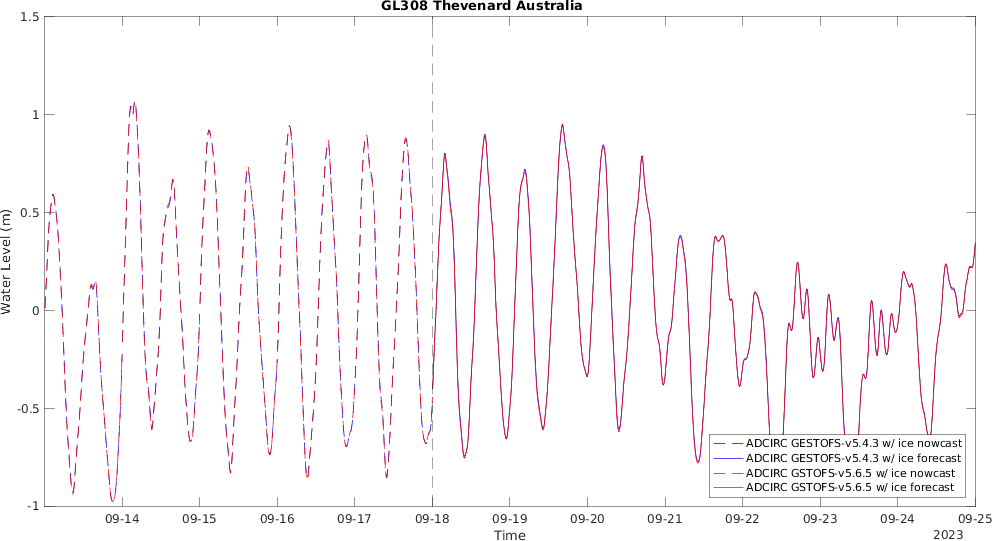 GL308 Thevenard Australia
1.5
1
0.5
0
-0.5
-1
Water Level (m)
09-14
09-15
09-16
09-17
09-18
09-19
09-20
09-21
09-22
09-23
09-24
09-25
Time
2023
ADCIRC GESTOFS-v5.4.3 w/ ice nowcast
ADCIRC GESTOFS-v5.4.3 w/ ice forecast
ADCIRC GSTOFS-v5.6.5 w/ ice nowcast
ADCIRC GSTOFS-v5.6.5 w/ ice forecast